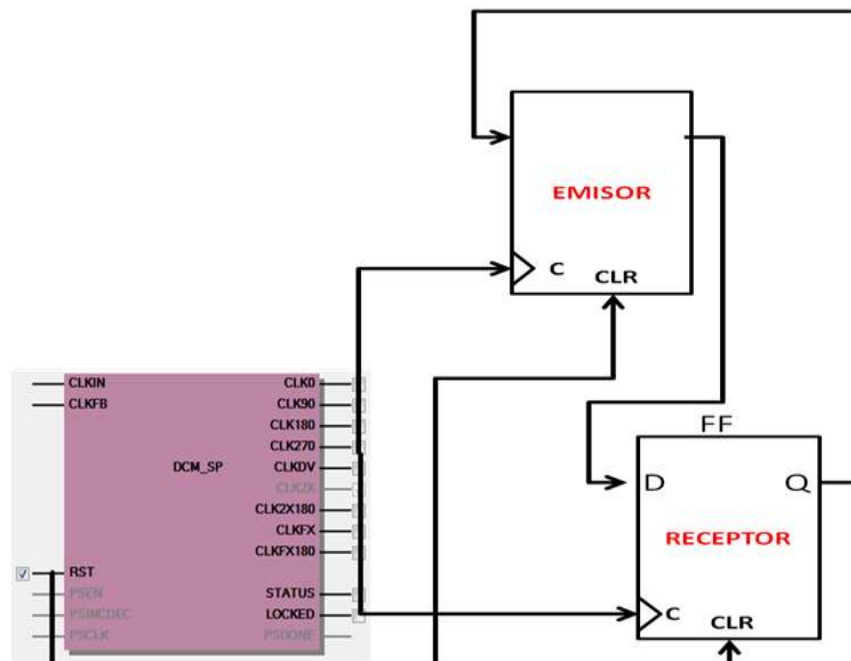 EMISOR
C
CLR
CLKIN
CLKFB
DCM_SP
RST
PSEN
PSINCDEC
PSCLK
CLK0
CLK90
CLK180
CLK270
CLKDV
CLK2X
CLK2X180
CLKFX
CLKFX180
STATUS
LOCKED
PSDONE
FF
D Q
RECEPTOR
C
CLR